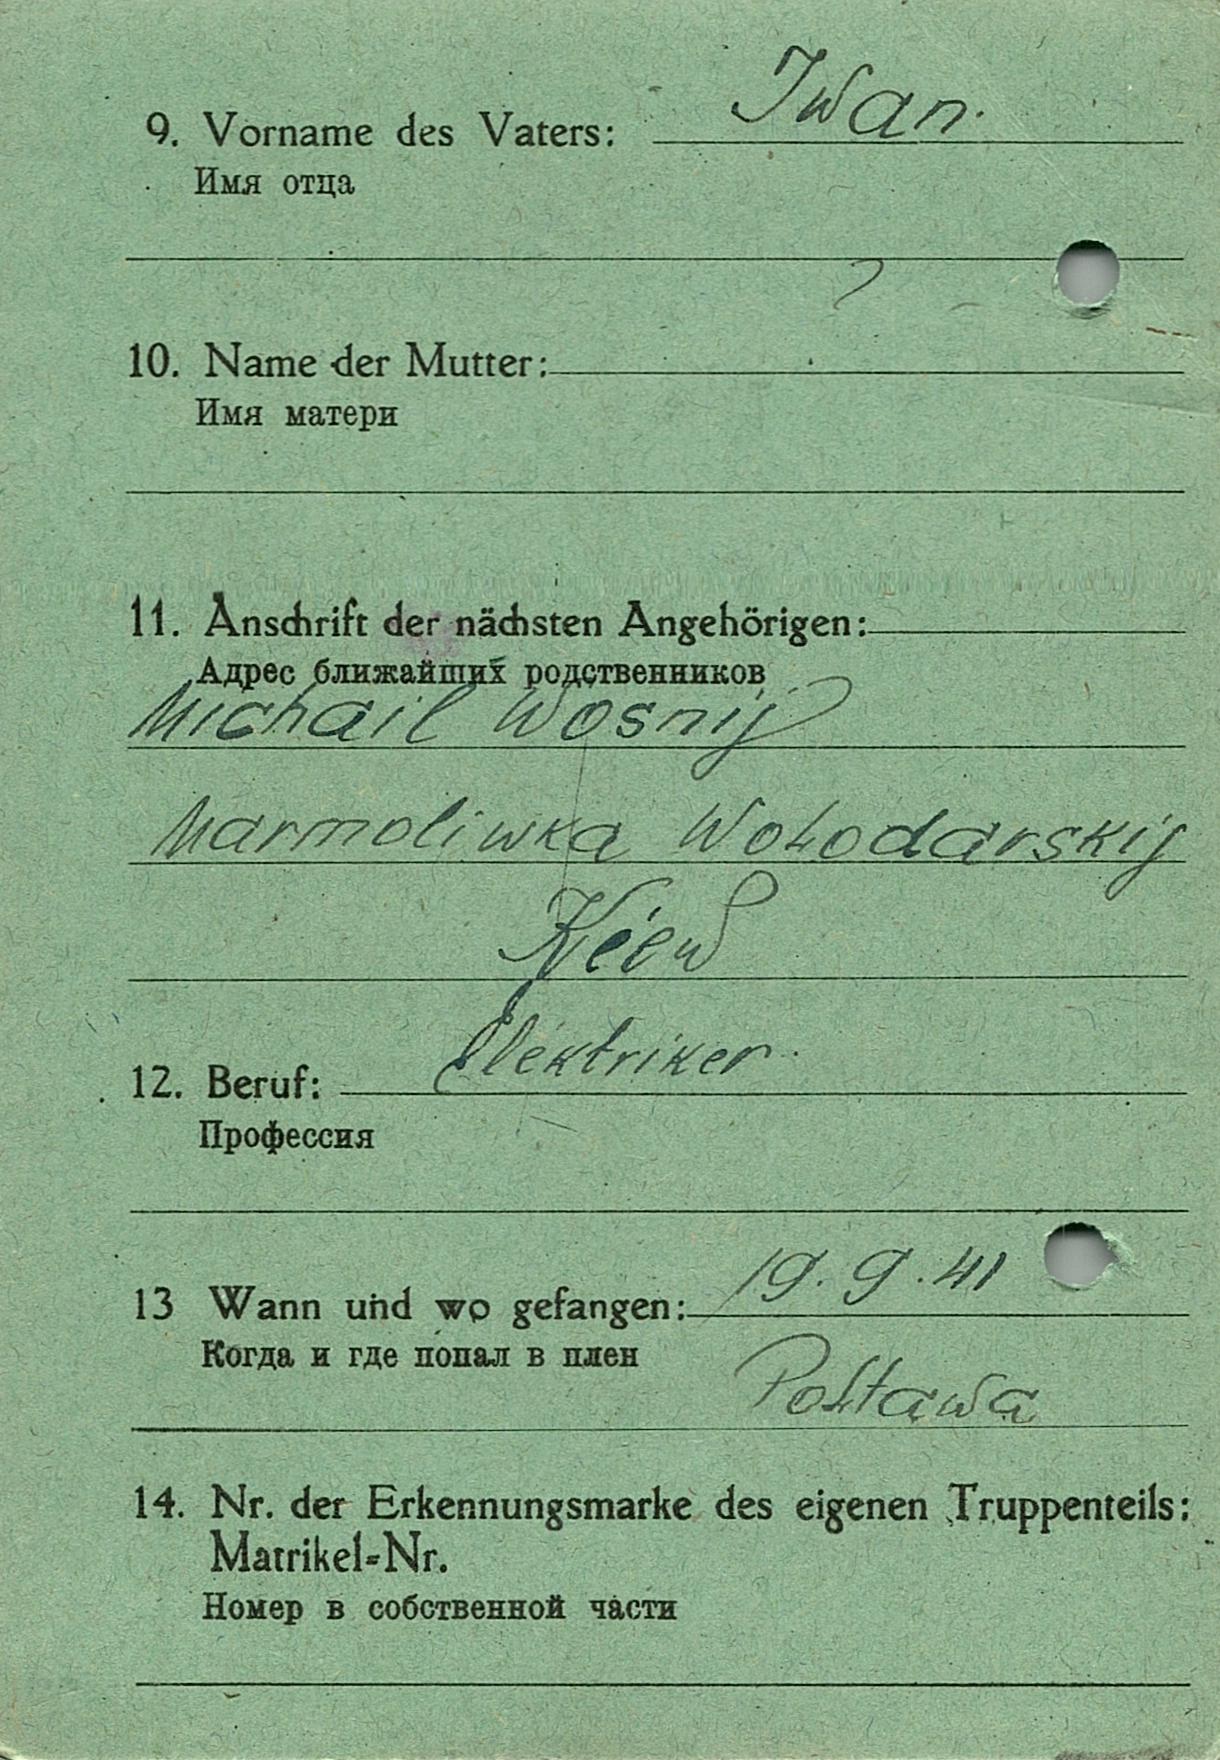 9. Vorname des Vaters: Iwan.
Имя отца
10. Name der Mutter:
Имя матери
11. Anschrift der nächsten Angehörigen:
Адрес ближайших родственников
Michail Wosnij
Marmoliwka Wołodarskij
Kiew
12. Beruf: Elektriker.
Профессия
13 Wann und wo gefangen: 19. 9. 41
Когда и где попал в плен
Połtawa
14. Nr. der Erkennungsmarke des eigenen Truppenteils:
Matrikel-Nr.
Номер в собственной части